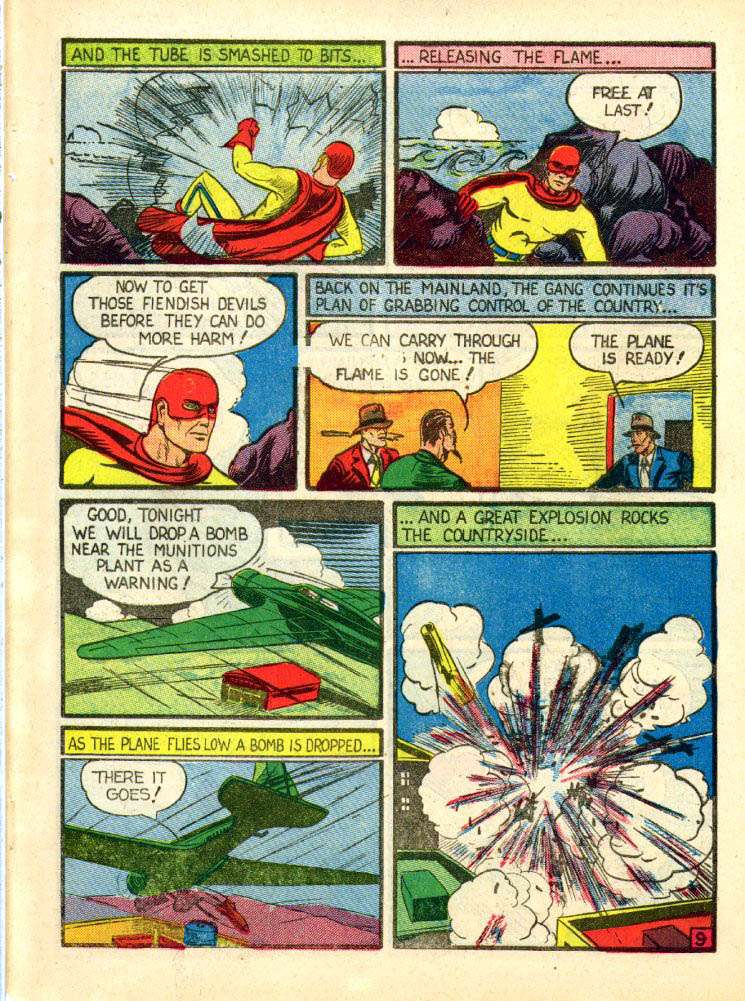 AND THE TUBE IS SMASHED TO BITS...
... RELEASING THE FLAME...
FREE AT
LAST!
NOW TO GET
THOSE FIENDISH DEVILS
BEFORE THEY CAN DO
MORE HARM!
BACK ON THE MAINLAND, THE GANG CONTINUES IT'S
PLAN OF GRABBING CONTROL OF THE COUNTRY...
WE CAN CARRY THROUGH
NOW... THE
FLAME IS GONE!
THE PLANE
IS READY!
GOOD, TONIGHT
WE WILL DROP A BOMB
NEAR THE MUNITIONS
PLANT AS A
WARNING!
AS THE PLANE FLIES LOW A BOMB IS DROPPED...
THERE IT
GOES!
...AND A GREAT EXPLOSION ROCKS
THE COUNTRYSIDE...
9